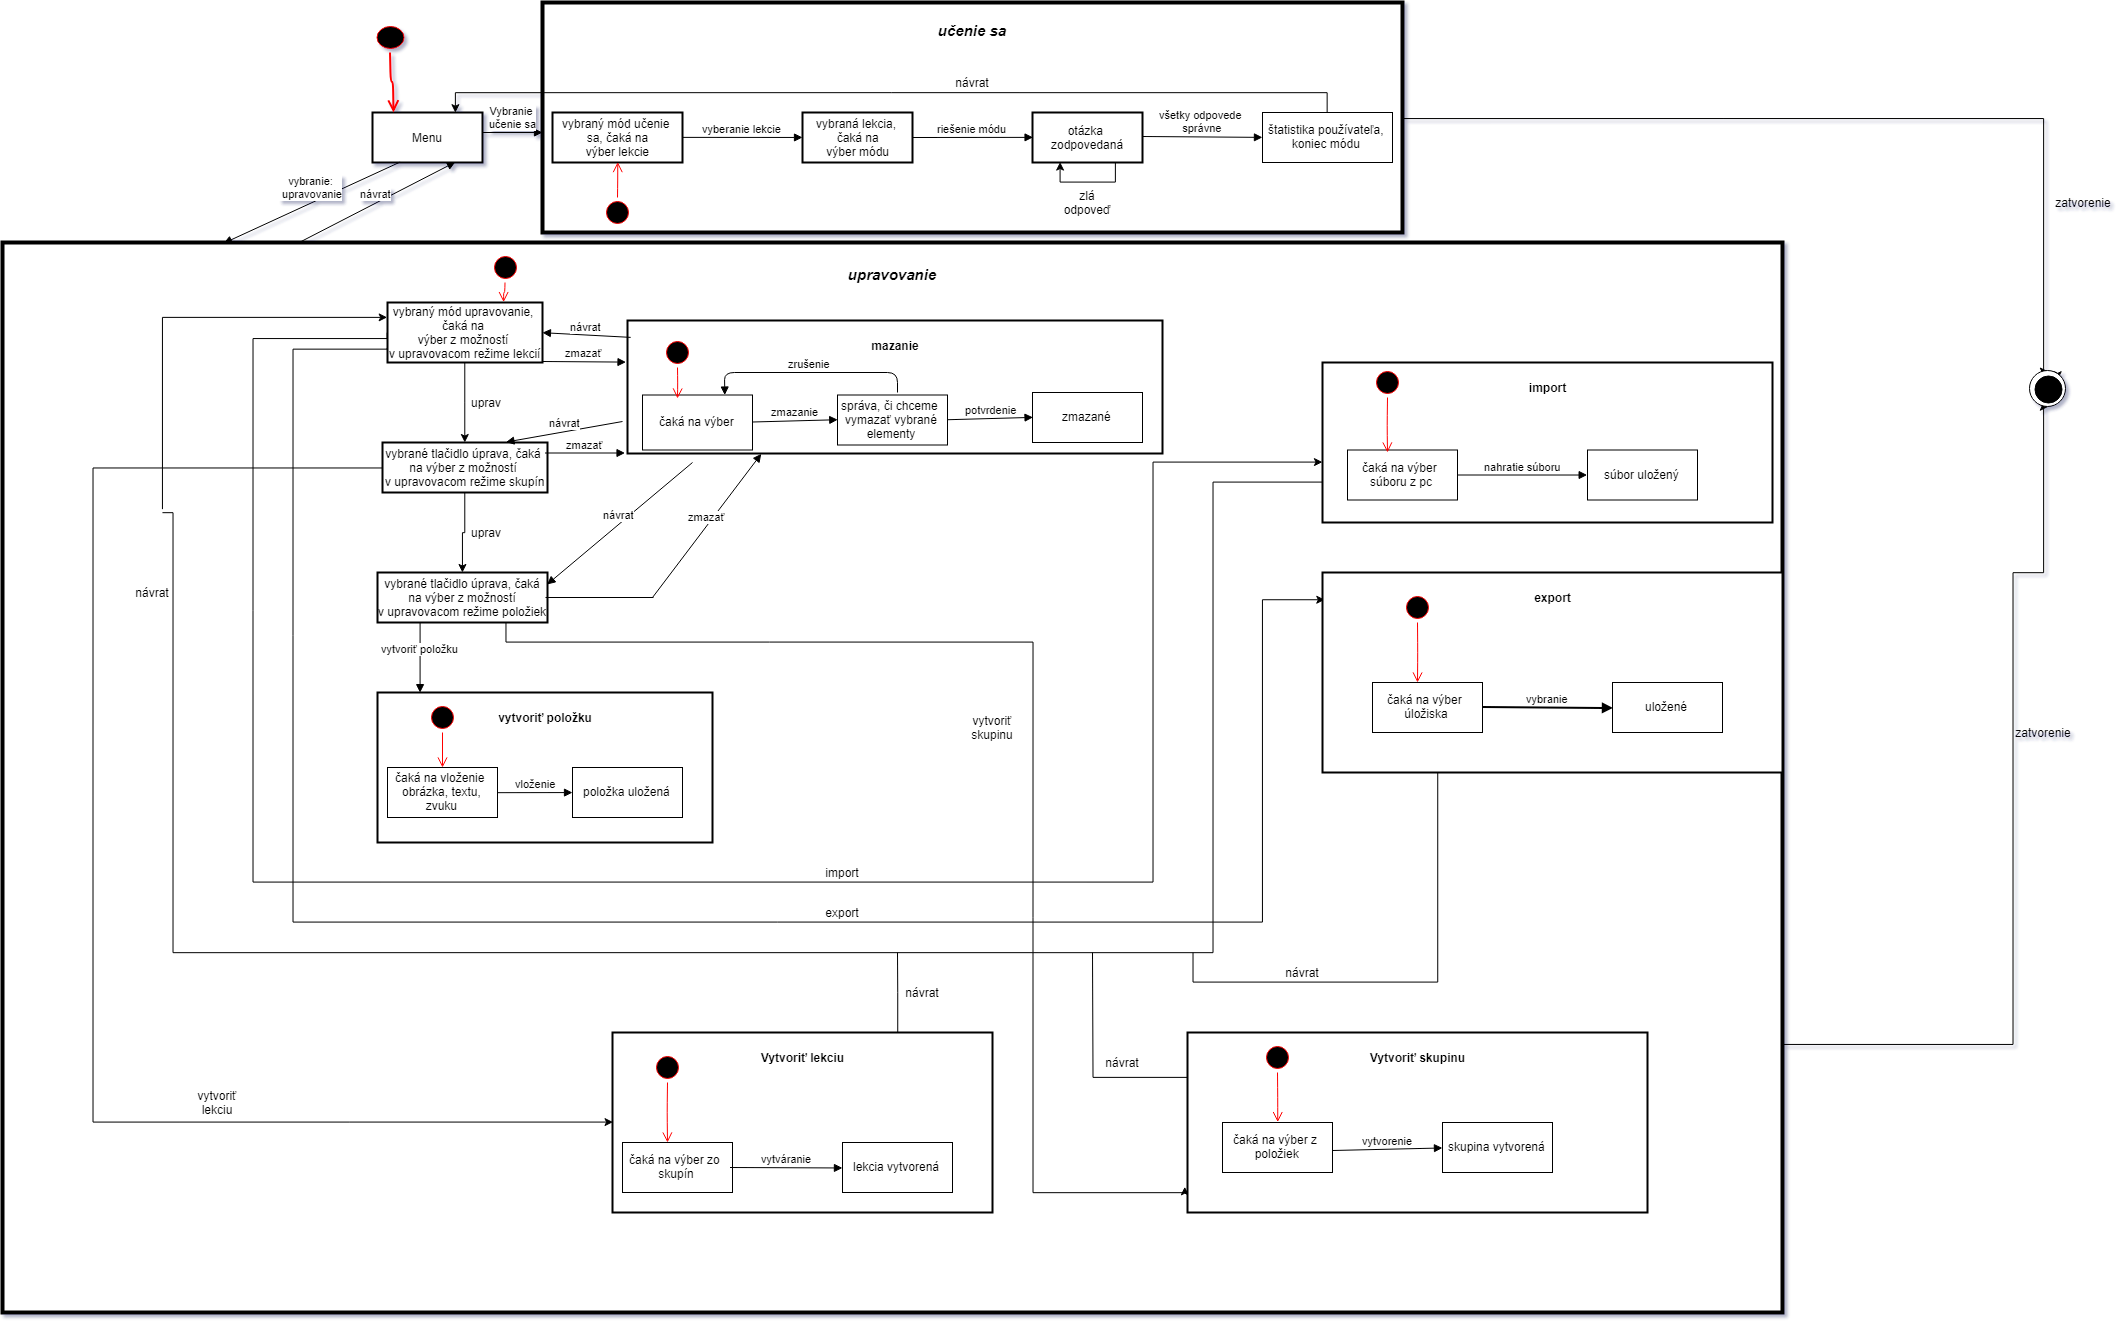 učenie sa
návrat
Menu
Vybranie
učenie sa
vybraný mód učenie
sa, čaká na
výber lekcie
vyberanie lekcie
vybraná lekcia,
čaká na
výber módu
riešenie módu
otázka
zodpovedaná
všetky odpovede
správne
štatistika používateľa,
koniec módu
zlá
odpoveď
vybranie:
upravovanie
návrat
zatvorenie
upravovanie
vybraný mód upravovanie,
čaká na
výber z možností
v upravovacom režime lekcií
návrat
zmazať
mazanie
zrušenie
čaká na výber
zmazanie
správa, či chceme
vymazať vybrané
elementy
potvrdenie
zmazané
import
čaká na výber
súboru z pc
nahratie súboru
súbor uložený
uprav
návrat
zmazať
vybrané tlačidlo úprava, čaká
na výber z možností
v upravovacom režime skupín
návrat
zmazať
uprav
návrat
vybrané tlačidlo úprava, čaká
na výber z možností
v upravovacom režime položiek
export
čaká na výber
úložiska
vybranie
uložené
vytvoriť položku
vytvoriť položku
čaká na vloženie
obrázka, textu,
zvuku
vloženie
položka uložená
vytvoriť
skupinu
zatvorenie
import
export
návrat
návrat
návrat
vytvoriť
lekciu
Vytvoriť lekciu
čaká na výber zo
skupín
vytváranie
lekcia vytvorená
Vytvoriť skupinu
čaká na výber z
položiek
vytvorenie
skupina vytvorená